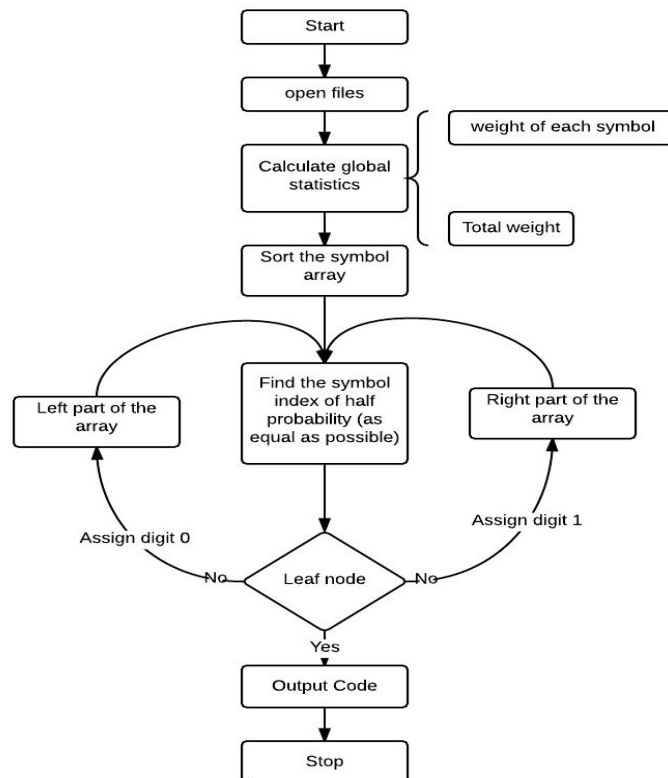 Start
open files
weight of each symbol
Calculate global
statistics
Total weight
Sort the symbol
array
Find the symbol
index of half
probability (as
equal as possible)
Left part of the
array
Right part of the
array
Assign digit 0
Assign digit 1
No
Leaf node
No
Yes
Output Code
Stop